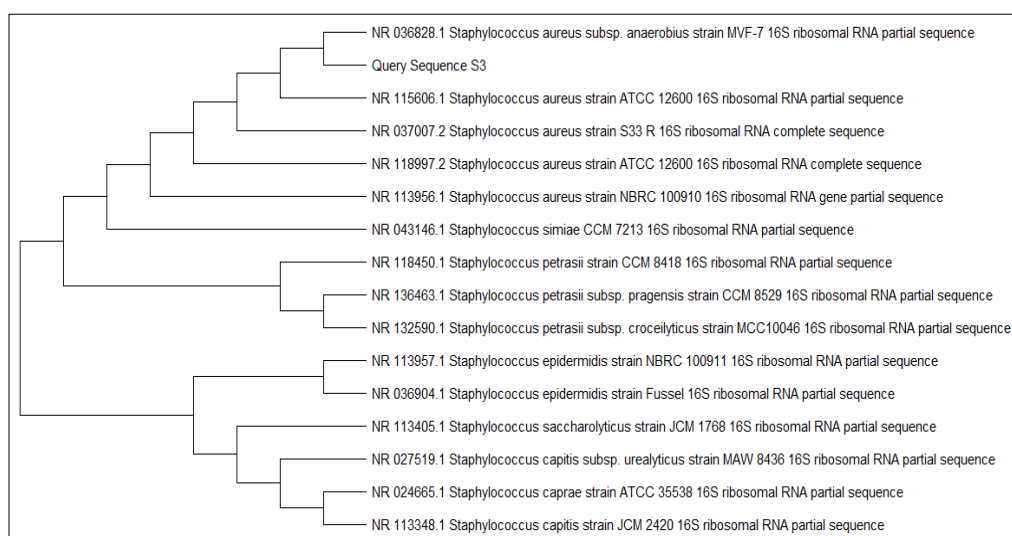 NR 036828.1 Staphylococcus aureus subsp. anaerobius strain MVF-7 16S ribosomal RNA partial sequence
Query Sequence S3
NR 115606.1 Staphylococcus aureus strain ATCC 12600 16S ribosomal RNA partial sequence
NR 037007.2 Staphylococcus aureus strain S33 R 16S ribosomal RNA complete sequence
NR 118997.2 Staphylococcus aureus strain ATCC 12600 16S ribosomal RNA complete sequence
NR 113956.1 Staphylococcus aureus strain NBRC 100910 16S ribosomal RNA gene partial sequence
NR 043146.1 Staphylococcus simiae CCM 7213 16S ribosomal RNA partial sequence
NR 118450.1 Staphylococcus petrasii strain CCM 8418 16S ribosomal RNA partial sequence
NR 136463.1 Staphylococcus petrasii subsp. pragensis strain CCM 8529 16S ribosomal RNA partial sequence
NR 132590.1 Staphylococcus petrasii subsp. croceilyticus strain MCC10046 16S ribosomal RNA partial sequence
NR 113957.1 Staphylococcus epidermidis strain NBRC 100911 16S ribosomal RNA partial sequence
NR 036904.1 Staphylococcus epidermidis strain Fussel 16S ribosomal RNA partial sequence
NR 113405.1 Staphylococcus saccharolyticus strain JCM 1768 16S ribosomal RNA partial sequence
NR 027519.1 Staphylococcus capitis subsp. urealyticus strain MAW 8436 16S ribosomal RNA partial sequence
NR 024665.1 Staphylococcus caprae strain ATCC 35538 16S ribosomal RNA partial sequence
NR 113348.1 Staphylococcus capitis strain JCM 2420 16S ribosomal RNA partial sequence